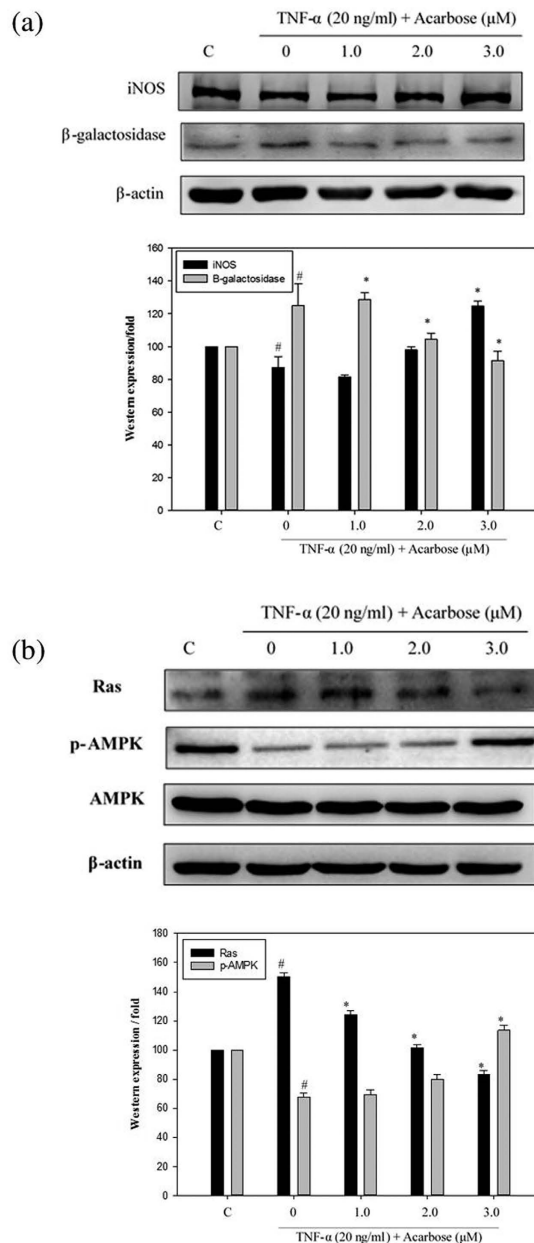 (a)
TNF-α (20 ng/ml) + Acarbose (μM)
C 0 1.0 2.0 3.0
iNOS
β-galactosidase
β-actin
160
140
120
100
80
60
40
20
0
Western expression/fold
iNOS
B-galactosidase
# # * * * * *
C 0 1.0 2.0 3.0
TNF-α (20 ng/ml) + Acarbose (μM)
(b)
TNF-α (20 ng/ml) + Acarbose (μM)
C 0 1.0 2.0 3.0
Ras
p-AMPK
AMPK
β-actin
180
160
140
120
100
80
60
40
20
0
Western expression / fold
Ras
p-AMPK
# # * * * *
C 0 1.0 2.0 3.0
TNF-α (20 ng/ml) + Acarbose (μM)